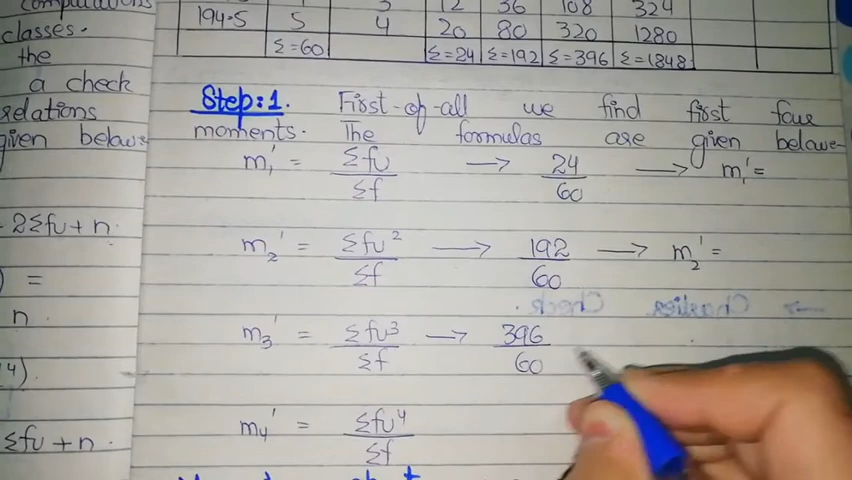 computations
classes.
the
a check
relations
given below:
2Σfu + n
=
n
4)
Σfu + n.
1 3 12 36 108 324
194.5 5 4 20 80 320 1280
Σ=60 Σ=24 Σ=192 Σ=396 Σ=1848
Step:1. First-of-all we find first four
moments. The formulas are given below-
m₁' = Σfu/Σf → 24/60 → m₁' =
m₂' = Σfu²/Σf → 192/60 → m₂' =
m₃' = Σfu³/Σf → 396/60
m₄' = Σfu⁴/Σf